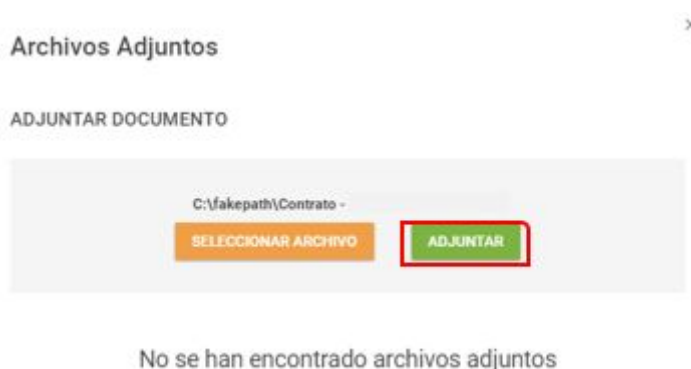 Archivos Adjuntos
ADJUNTAR DOCUMENTO
C:\fakepath\Contrato -
SELECCIONAR ARCHIVO
ADJUNTAR
No se han encontrado archivos adjuntos